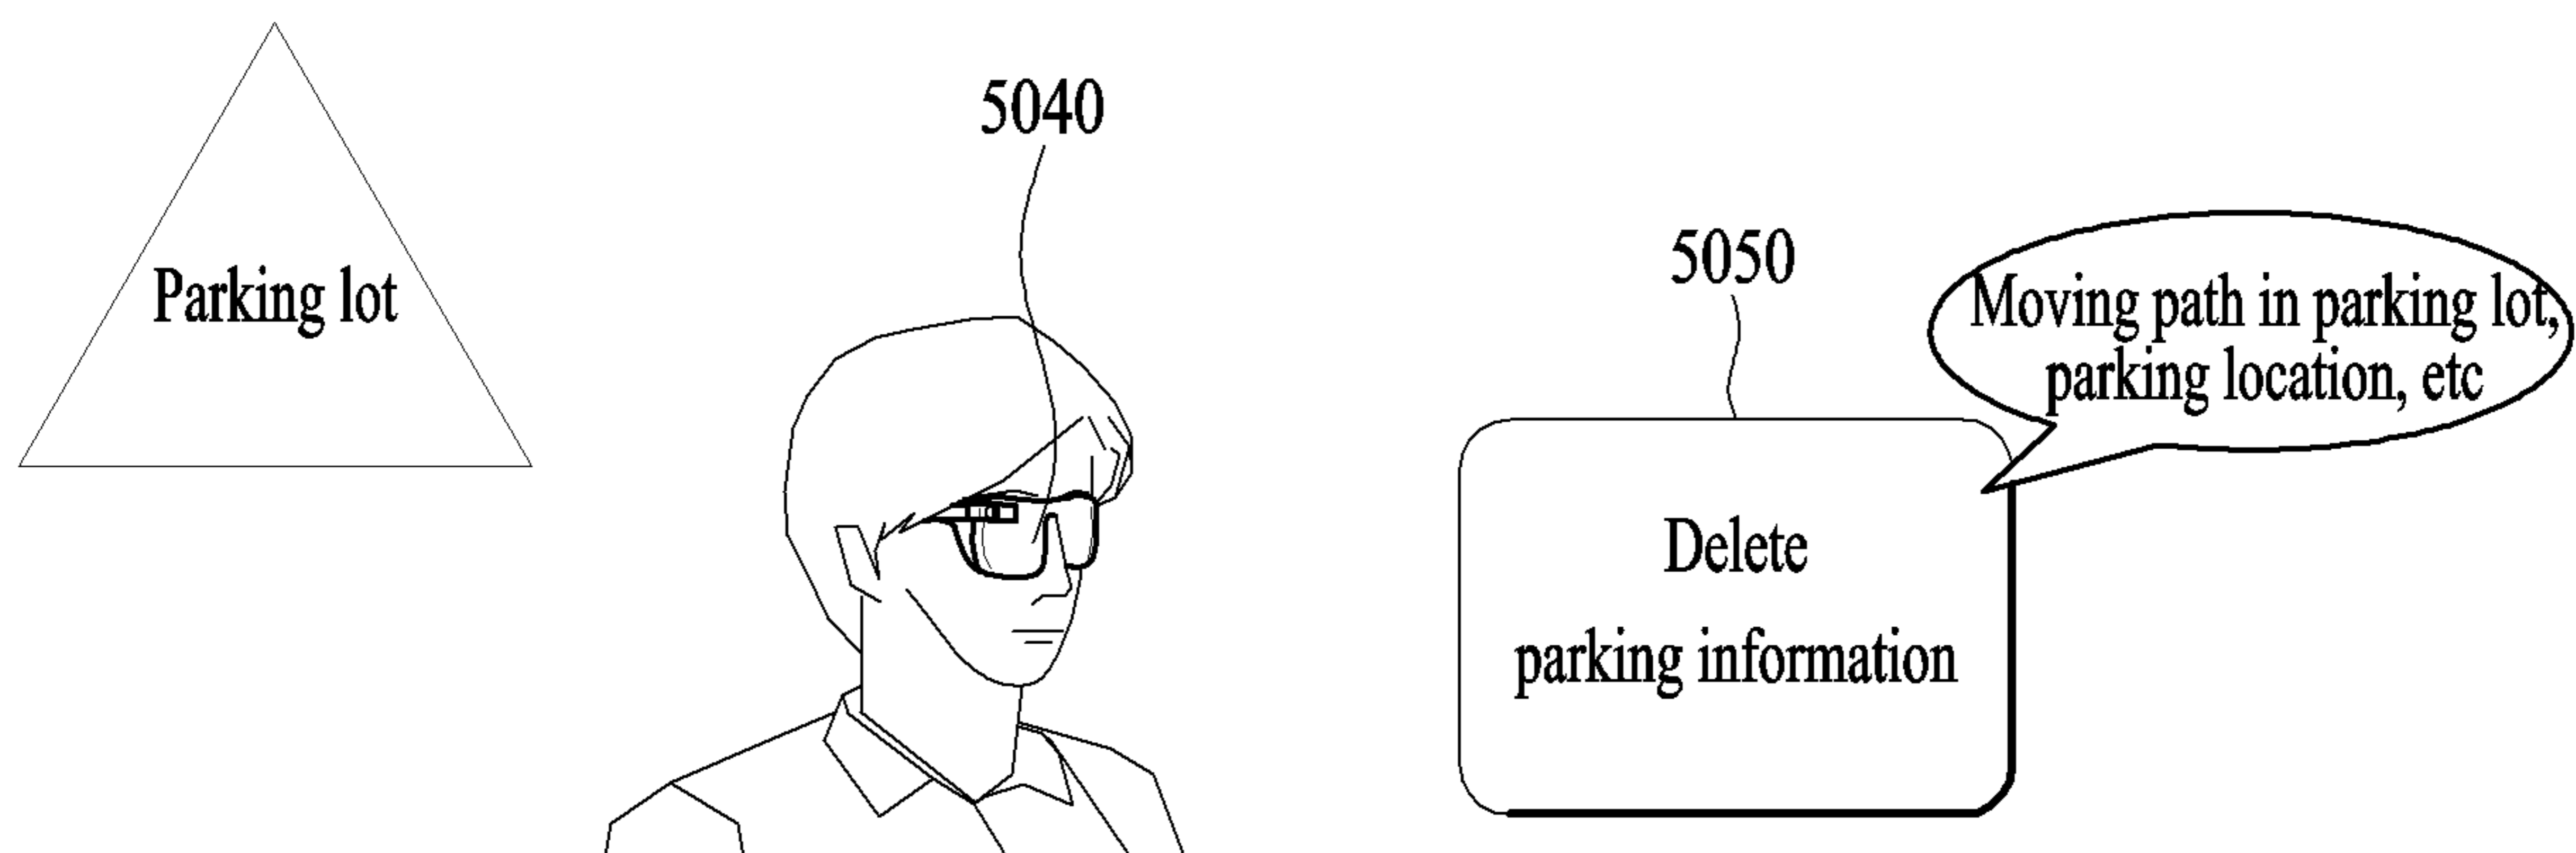 5040
5050
Parking lot
Moving path in parking lot,
parking location, etc
Delete
parking information